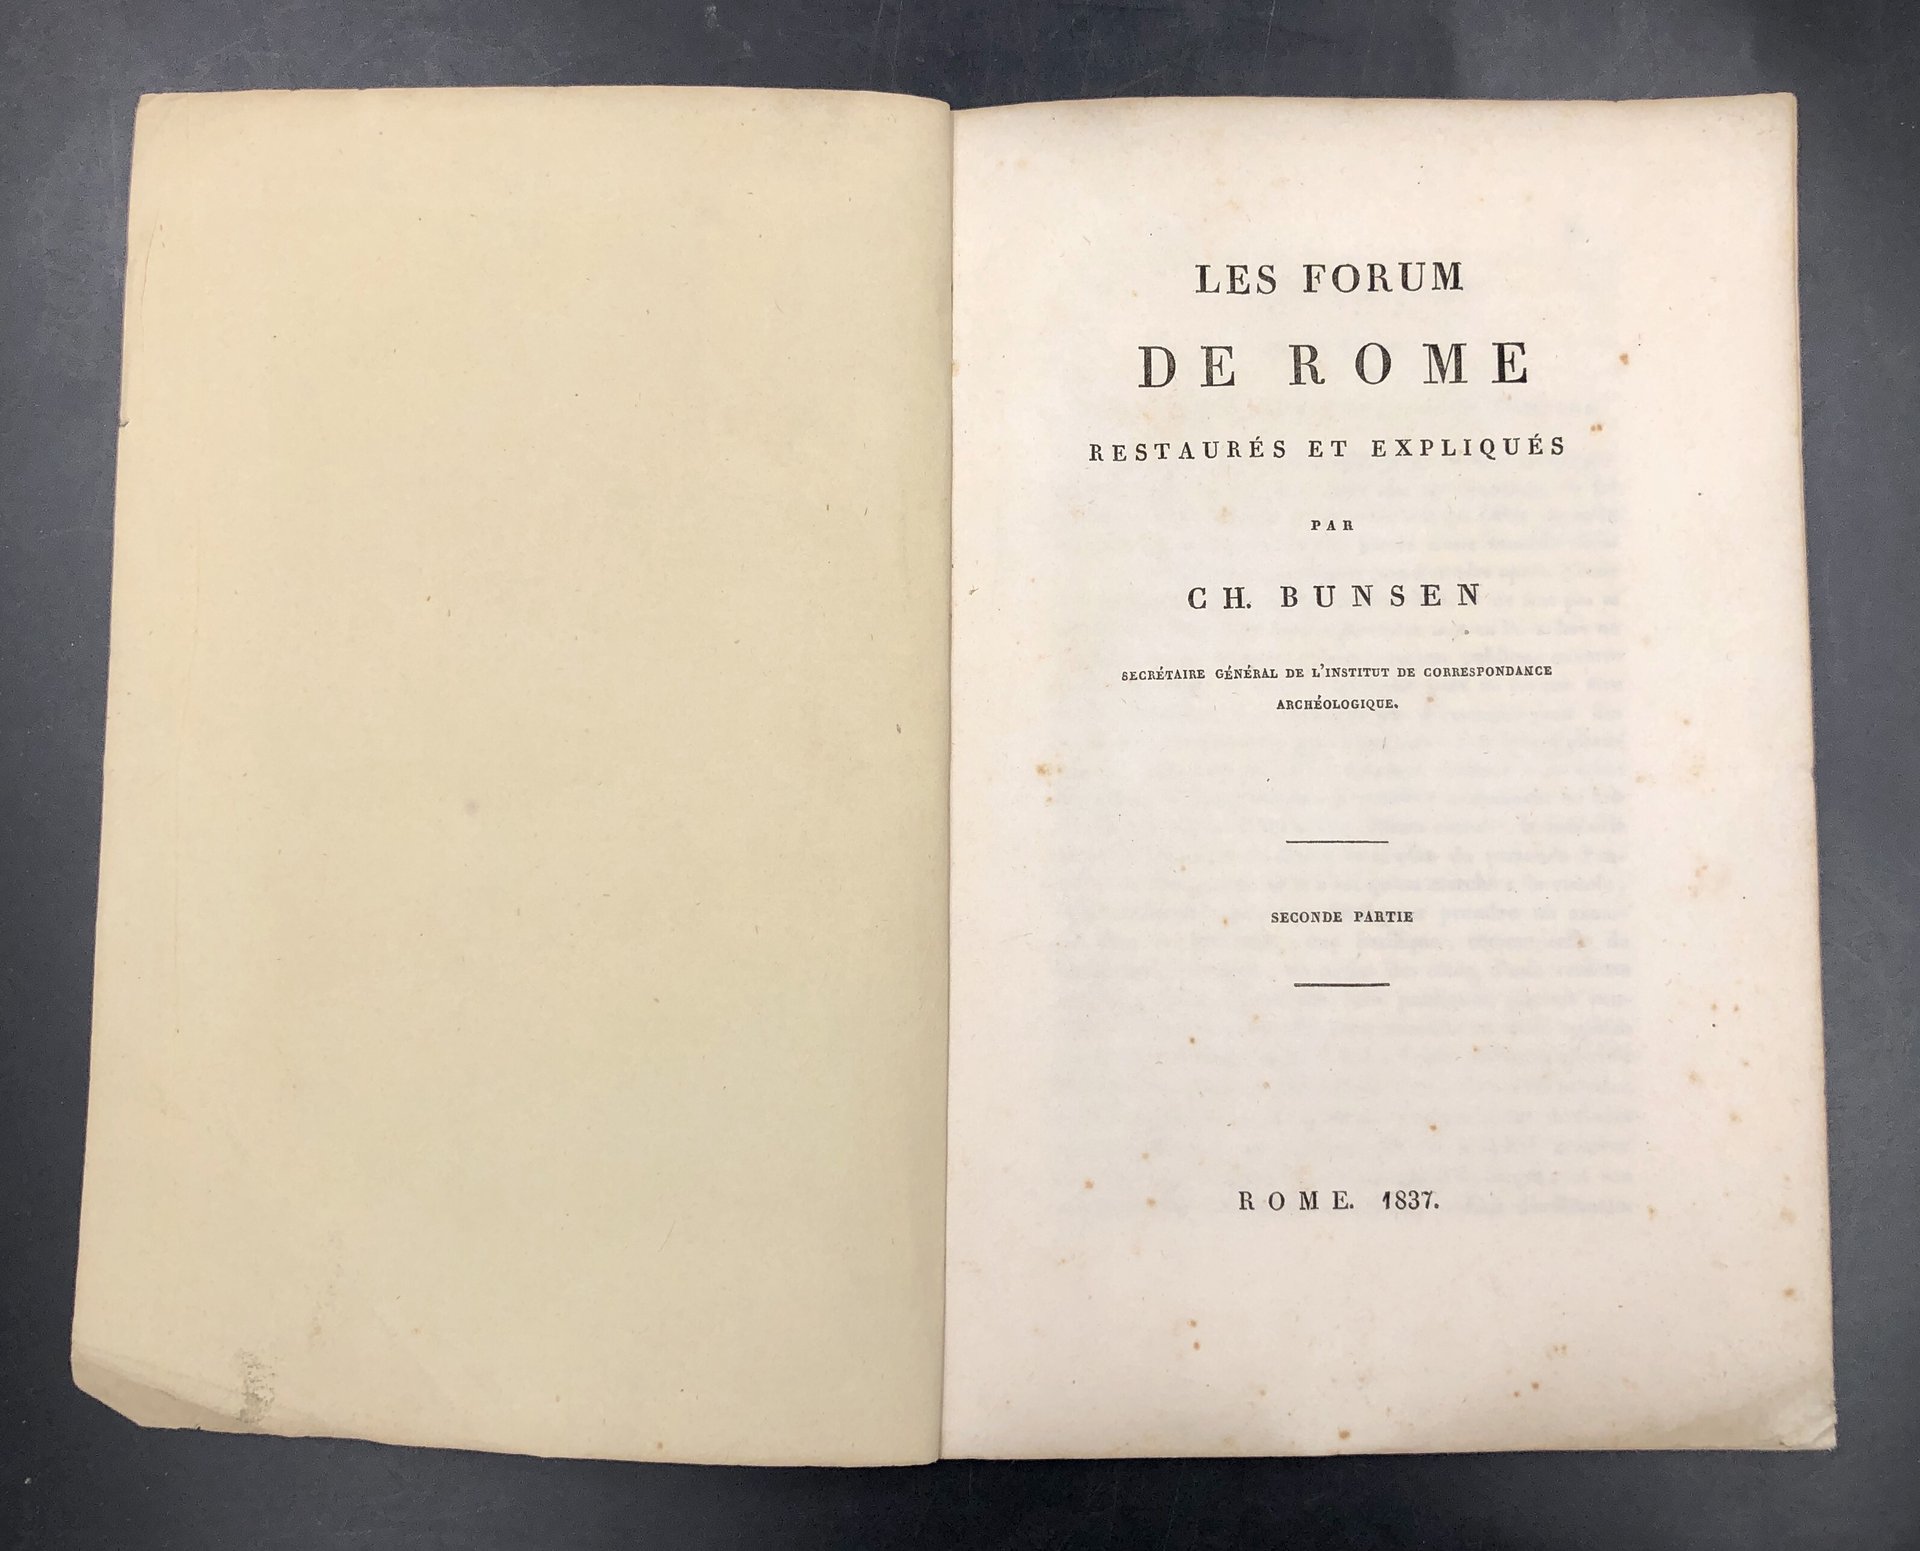 LES FORUM
DE ROME
RESTAURÉS ET EXPLIQUÉS
PAR
CH. BUNSEN
SECRÉTAIRE GÉNÉRAL DE L'INSTITUT DE CORRESPONDANCE
ARCHÉOLOGIQUE.
SECONDE PARTIE
ROME. 1837.